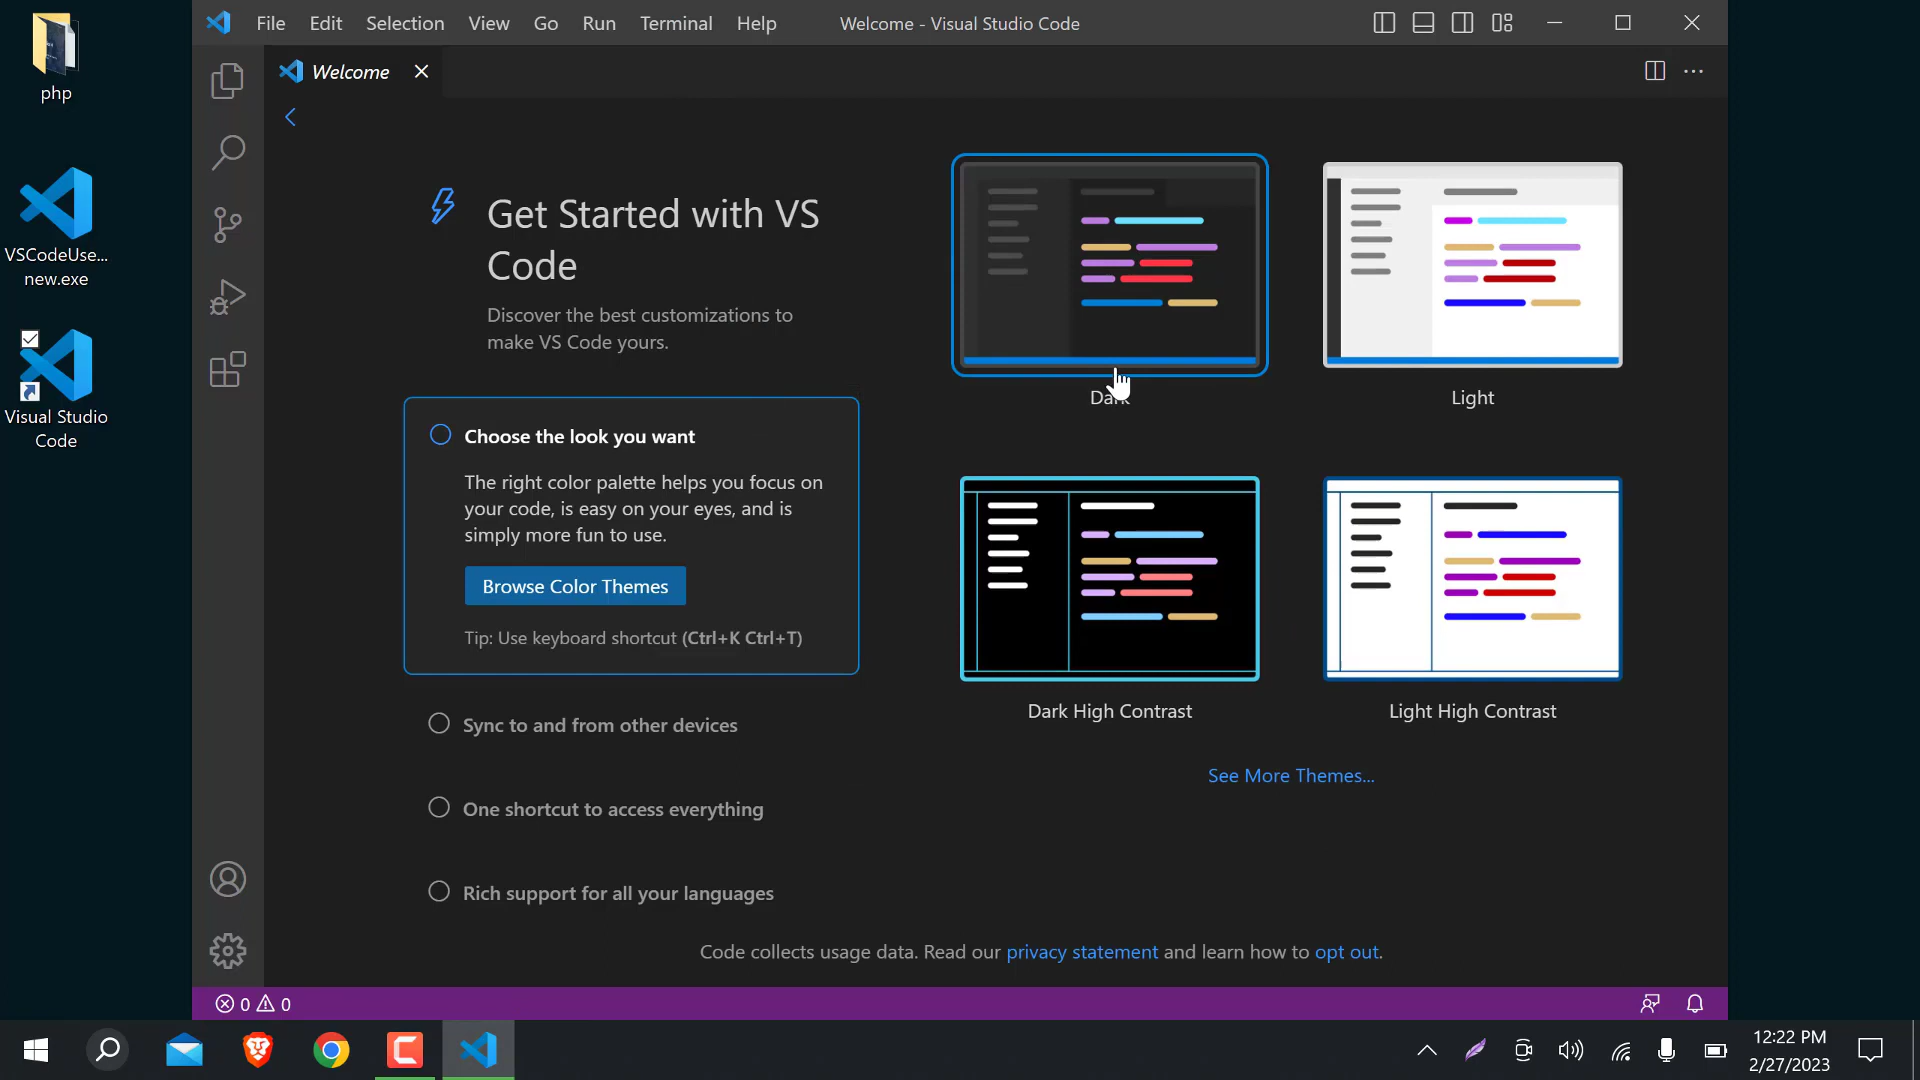 File Edit Selection View Go Run Terminal Help
Welcome - Visual Studio Code
Welcome
php
VSCodeUse...
new.exe
Visual Studio
Code
Get Started with VS
Code
Discover the best customizations to
make VS Code yours.
Choose the look you want
The right color palette helps you focus on
your code, is easy on your eyes, and is
simply more fun to use.
Browse Color Themes
Tip: Use keyboard shortcut (Ctrl+K Ctrl+T)
Sync to and from other devices
One shortcut to access everything
Rich support for all your languages
Dark
Light
Dark High Contrast
Light High Contrast
See More Themes...
Code collects usage data. Read our privacy statement and learn how to opt out.
0 0
12:22 PM
2/27/2023